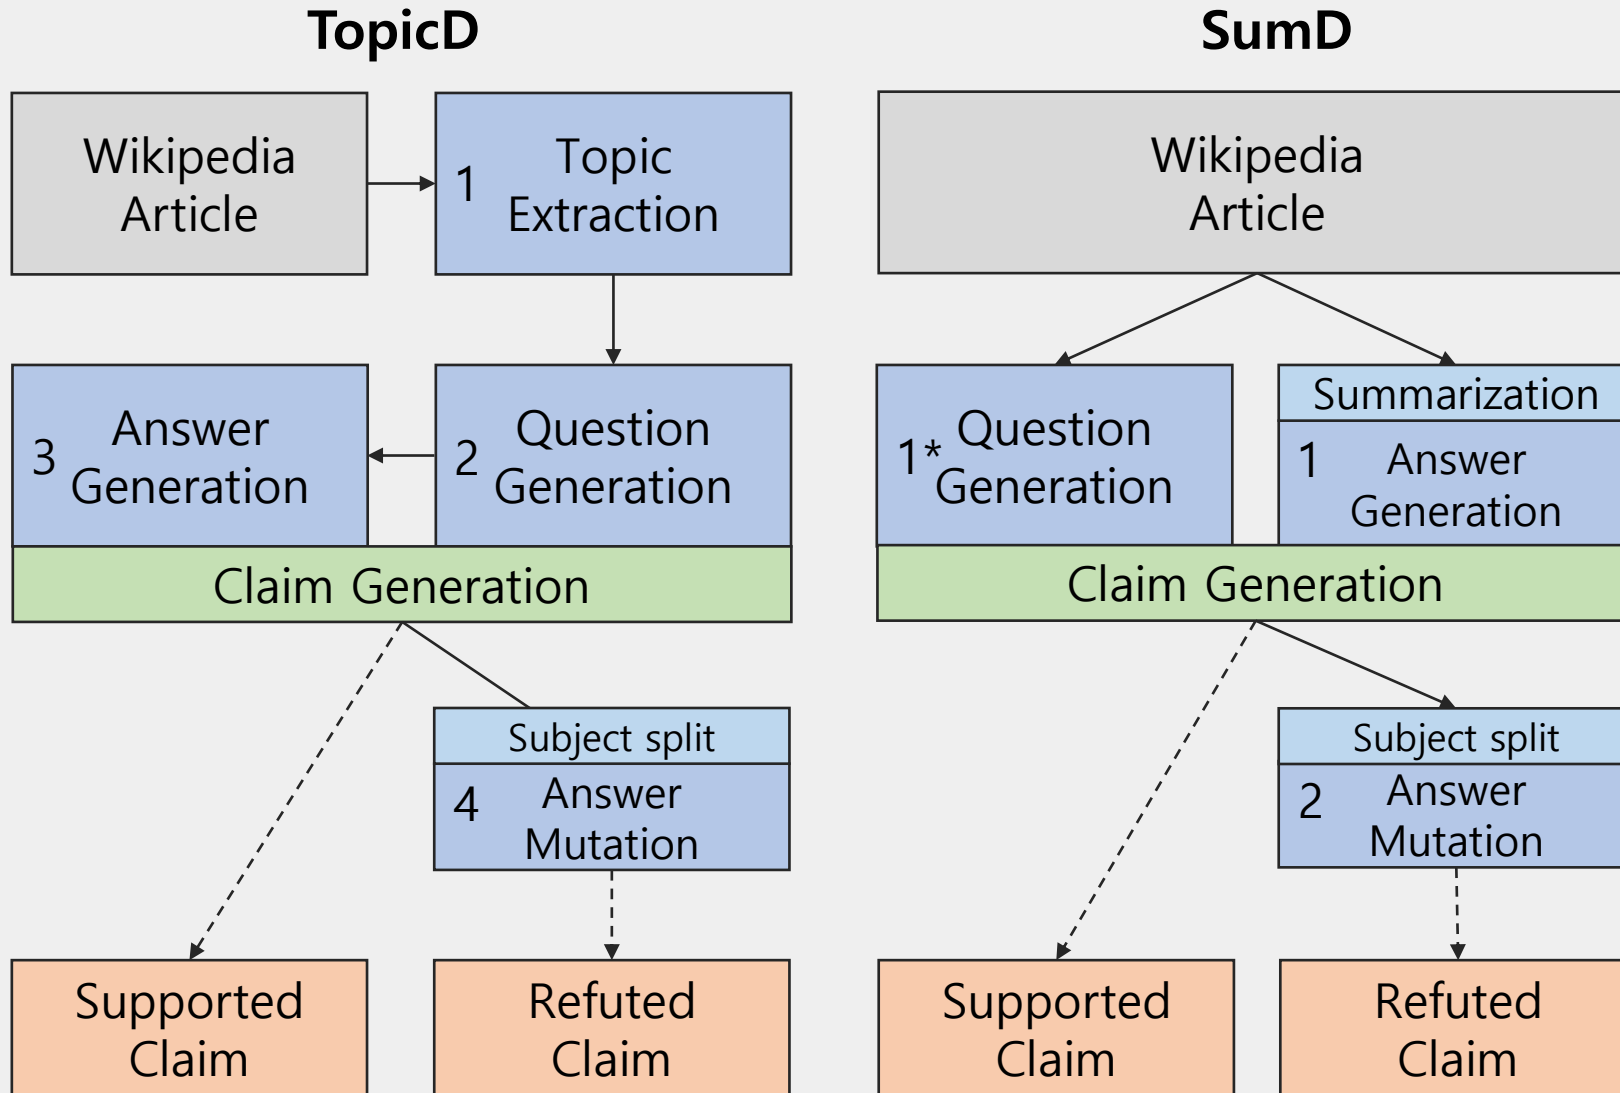 TopicD
Wikipedia
Article
1
Topic
Extraction
3
Answer
Generation
2
Question
Generation
Claim Generation
Subject split
4
Answer
Mutation
Supported
Claim
Refuted
Claim
SumD
Wikipedia
Article
1*
Question
Generation
Summarization
1
Answer
Generation
Claim Generation
Subject split
2
Answer
Mutation
Supported
Claim
Refuted
Claim